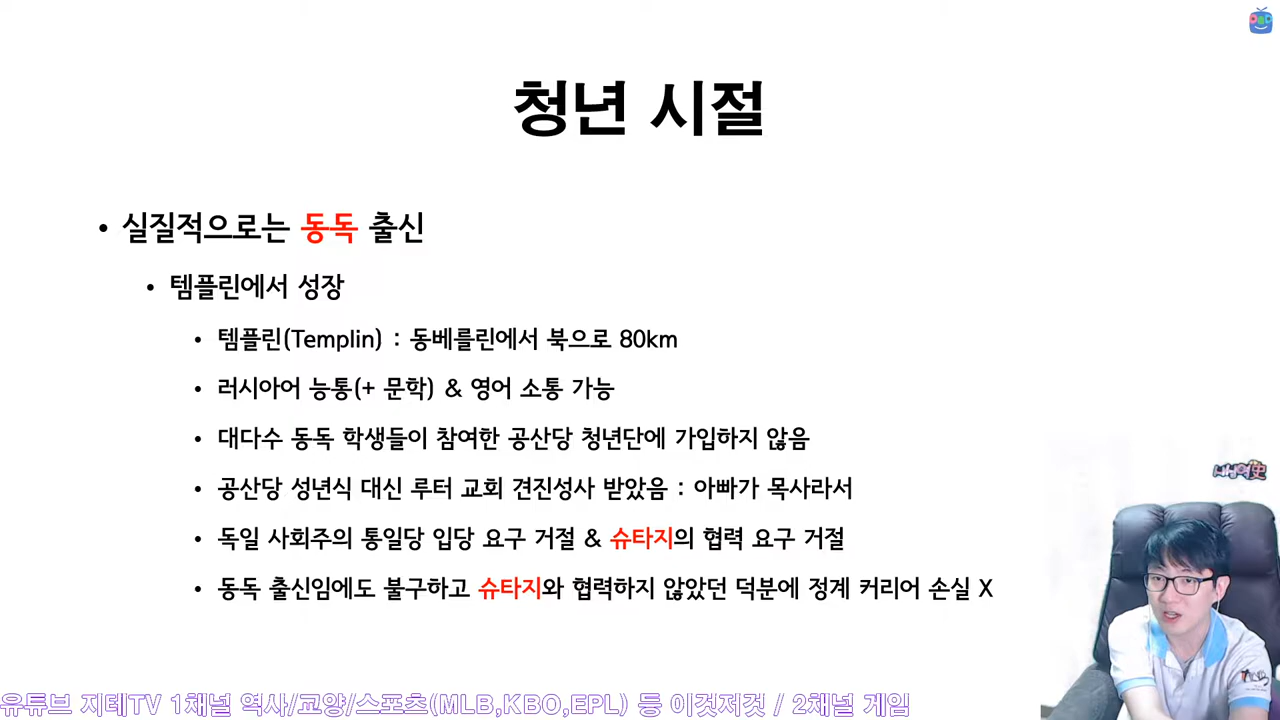 청년 시절
• 실질적으로는 동독 출신
• 템플린에서 성장
• 템플린(Templin) : 동베를린에서 북으로 80km
• 러시아어 능통(+ 문학) & 영어 소통 가능
• 대다수 동독 학생들이 참여한 공산당 청년단에 가입하지 않음
• 공산당 성년식 대신 루터 교회 견진성사 받았음 : 아빠가 목사라서
• 독일 사회주의 통일당 입당 요구 거절 & 슈타지의 협력 요구 거절
• 동독 출신임에도 불구하고 슈타지와 협력하지 않았던 덕분에 정계 커리어 손실 X
유튜브 지테TV 1채널 역사/교양/스포츠(MLB,KBO,EPL) 등 이것저것 / 2채널 게임